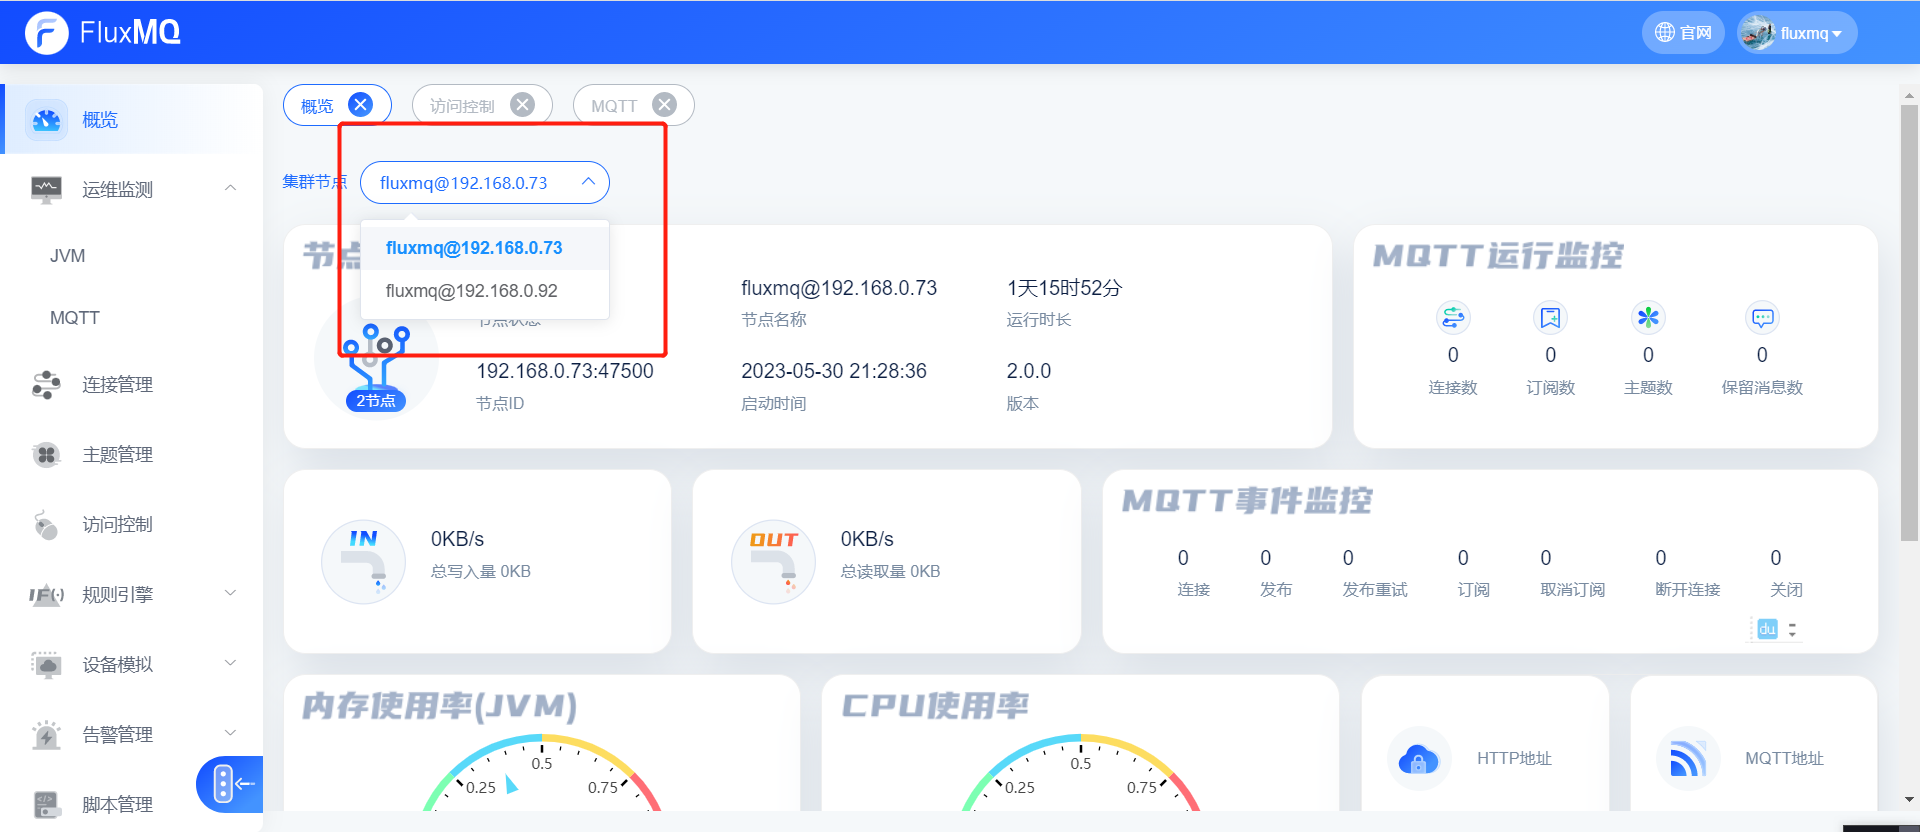 FluxMQ
官网
fluxmq
概览
访问控制
MQTT
概览
运维监测
JVM
MQTT
连接管理
主题管理
访问控制
IF(·) 规则引擎
设备模拟
告警管理
脚本管理
集群节点
fluxmq@192.168.0.73
fluxmq@192.168.0.73
fluxmq@192.168.0.92
节点状态
2节点
fluxmq@192.168.0.73
节点名称
1天15时52分
运行时长
192.168.0.73:47500
节点ID
2023-05-30 21:28:36
启动时间
2.0.0
版本
MQTT运行监控
0 0 0 0
连接数 订阅数 主题数 保留消息数
IN
0KB/s
总写入量 0KB
OUT
0KB/s
总读取量 0KB
MQTT事件监控
0 0 0 0 0 0 0
连接 发布 发布重试 订阅 取消订阅 断开连接 关闭
du
内存使用率(JVM)
0.25 0.5 0.75
CPU使用率
0.25 0.5 0.75
HTTP地址
MQTT地址